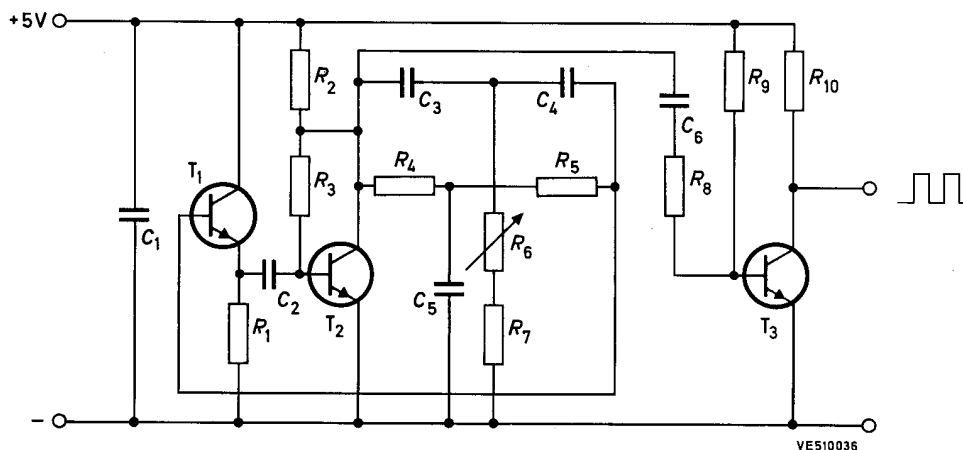 +5V
R2
R9
R10
C3
C4
C6
T1
R3
R4
R5
R8
C1
R6
C2
T2
C5
T3
R1
R7
−
VE510036